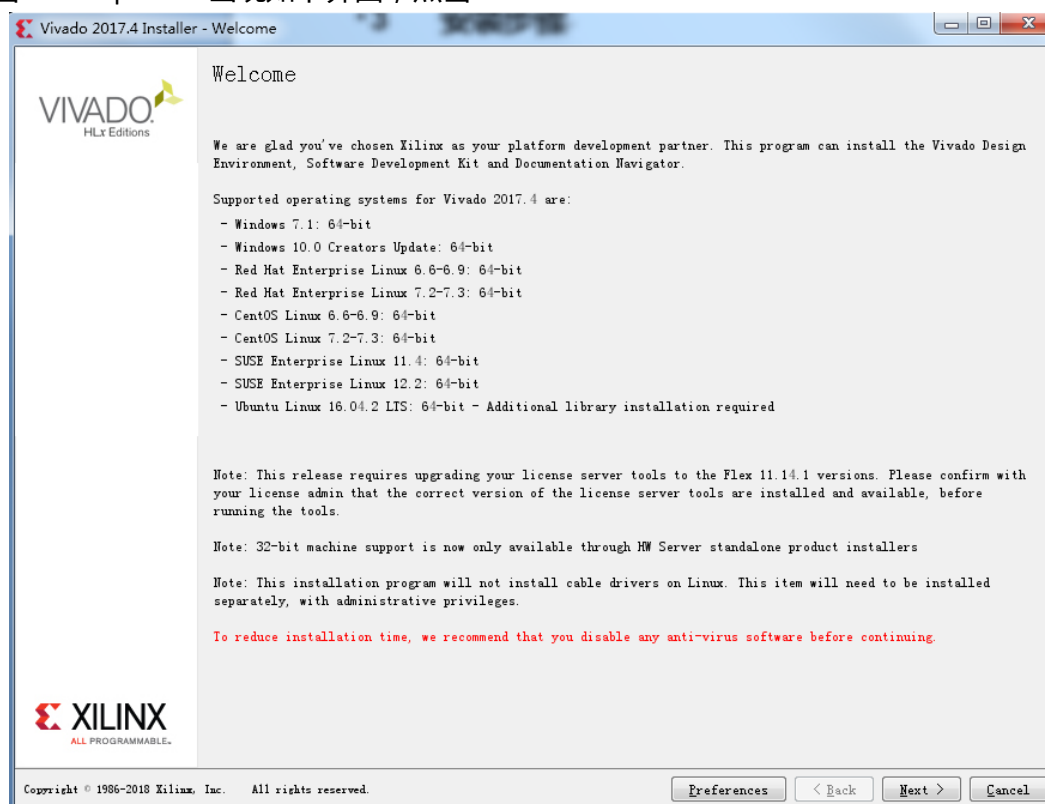 Vivado 2017.4 Installer - Welcome
Welcome
VIVADO.
HLx Editions
We are glad you've chosen Xilinx as your platform development partner. This program can install the Vivado Design
Environment, Software Development Kit and Documentation Navigator.
Supported operating systems for Vivado 2017.4 are:
- Windows 7.1: 64-bit
- Windows 10.0 Creators Update: 64-bit
- Red Hat Enterprise Linux 6.6-6.9: 64-bit
- Red Hat Enterprise Linux 7.2-7.3: 64-bit
- CentOS Linux 6.6-6.9: 64-bit
- CentOS Linux 7.2-7.3: 64-bit
- SUSE Enterprise Linux 11.4: 64-bit
- SUSE Enterprise Linux 12.2: 64-bit
- Ubuntu Linux 16.04.2 LTS: 64-bit - Additional library installation required
Note: This release requires upgrading your license server tools to the Flex 11.14.1 versions. Please confirm with
your license admin that the correct version of the license server tools are installed and available, before
running the tools.
Note: 32-bit machine support is now only available through HW Server standalone product installers
Note: This installation program will not install cable drivers on Linux. This item will need to be installed
separately, with administrative privileges.
To reduce installation time, we recommend that you disable any anti-virus software before continuing.
XILINX
ALL PROGRAMMABLE™
Copyright © 1986-2018 Xilinx, Inc. All rights reserved.
Preferences < Back Next > Cancel